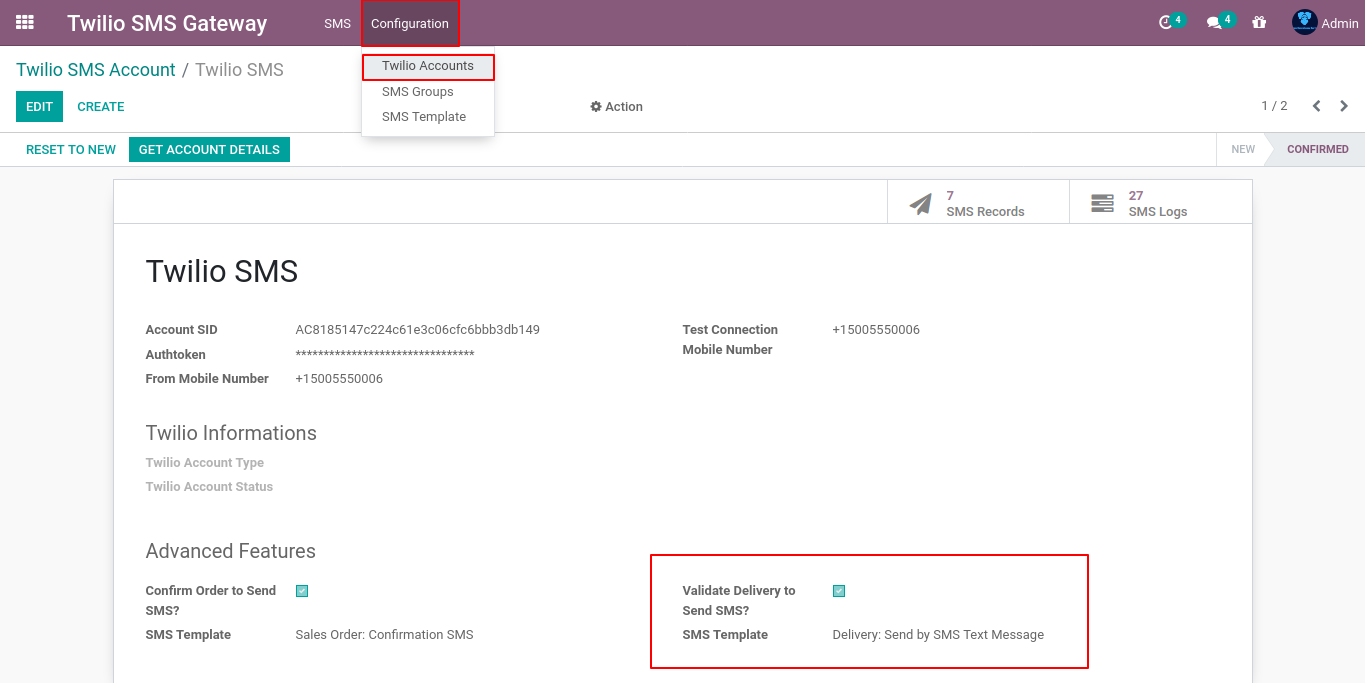 Twilio SMS Gateway SMS Configuration 4 4 Admin
Twilio SMS Account / Twilio SMS
Twilio Accounts
SMS Groups
SMS Template
EDIT CREATE Action 1 / 2
RESET TO NEW GET ACCOUNT DETAILS NEW CONFIRMED
7
SMS Records
27
SMS Logs
Twilio SMS
Account SID AC8185147c224c61e3c06cfc6bbb3db149
Authtoken ********************************
From Mobile Number +15005550006
Test Connection +15005550006
Mobile Number
Twilio Informations
Twilio Account Type
Twilio Account Status
Advanced Features
Confirm Order to Send
SMS?
SMS Template Sales Order: Confirmation SMS
Validate Delivery to
Send SMS?
SMS Template Delivery: Send by SMS Text Message